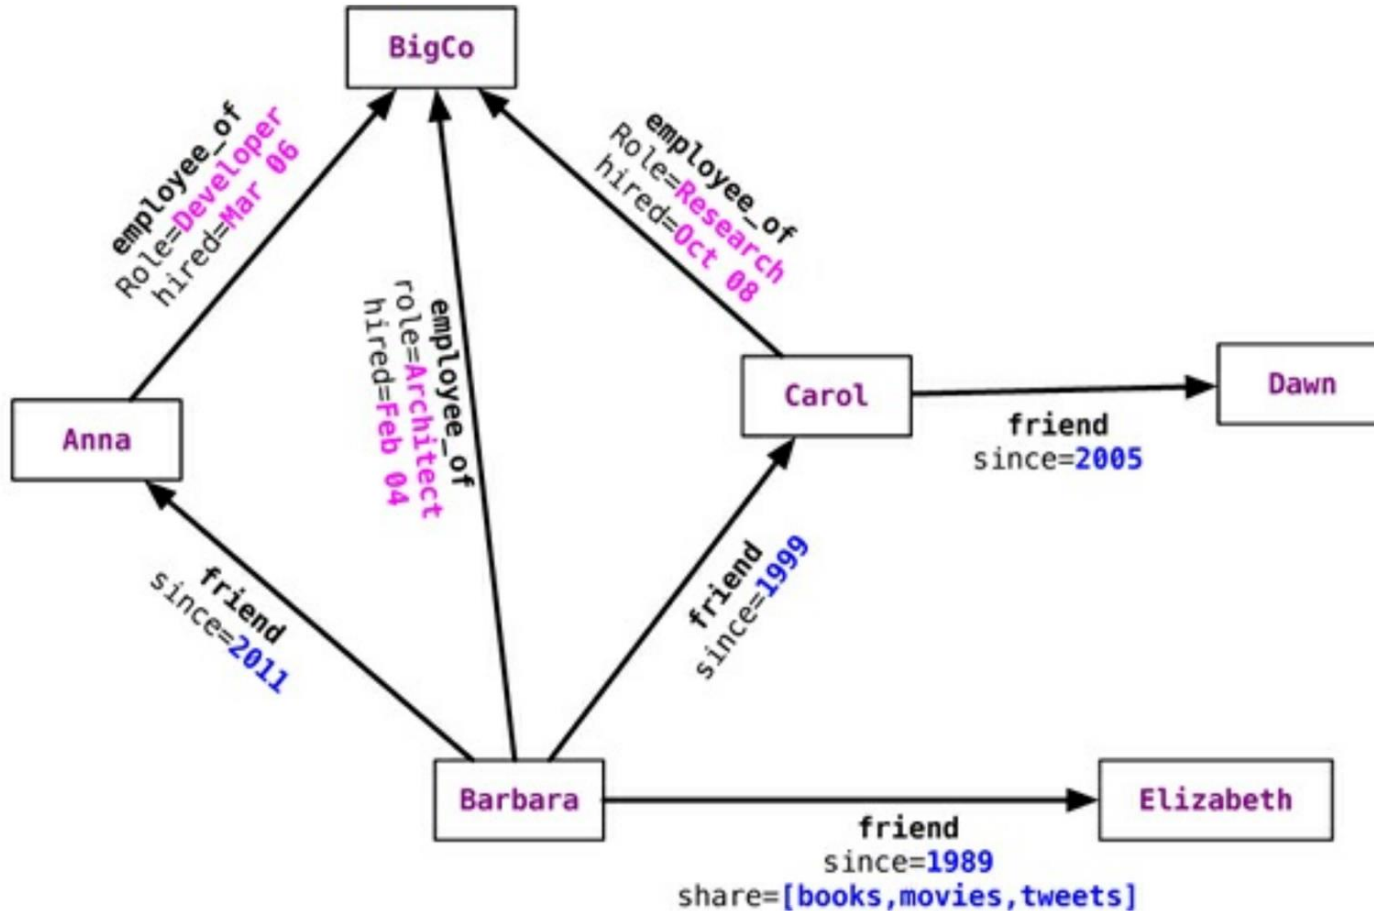 BigCo
employee_of
Role=Developer
hired=Mar 06
employee_of
Role=Research
hired=Oct 08
employee_of
role=Architect
hired=Feb 04
Anna
Carol
Dawn
friend
since=2005
friend
since=2011
friend
since=1999
Barbara
Elizabeth
friend
since=1989
share=[books,movies,tweets]